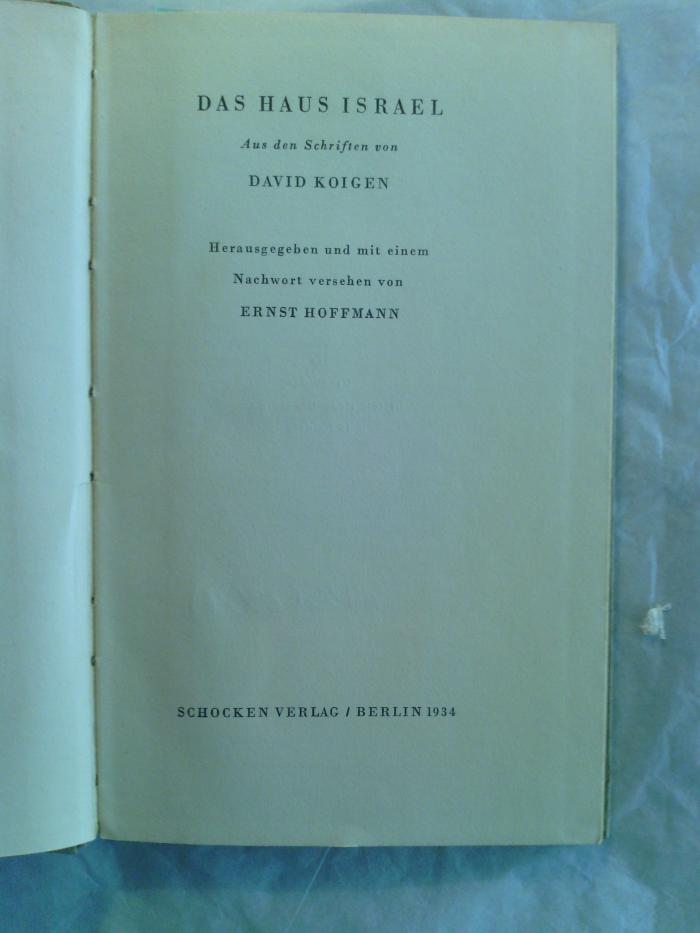 DAS HAUS ISRAEL
Aus den Schriften von
DAVID KOIGEN
Herausgegeben und mit einem
Nachwort versehen von
ERNST HOFFMANN
SCHOCKEN VERLAG / BERLIN 1934